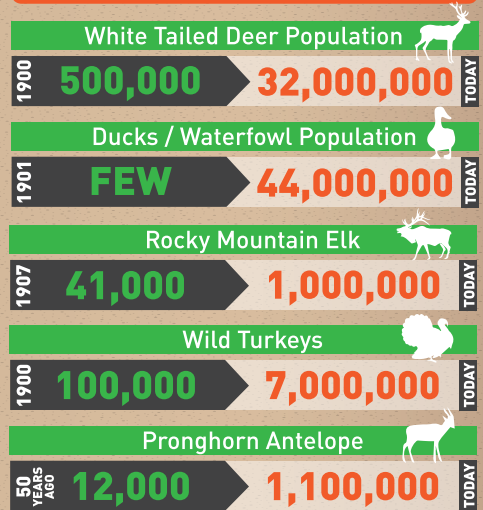 White Tailed Deer Population
1900 500,000 32,000,000 TODAY
Ducks / Waterfowl Population
1901 FEW 44,000,000 TODAY
Rocky Mountain Elk
1907 41,000 1,000,000 TODAY
Wild Turkeys
1900 100,000 7,000,000 TODAY
Pronghorn Antelope
50 YEARS AGO 12,000 1,100,000 TODAY